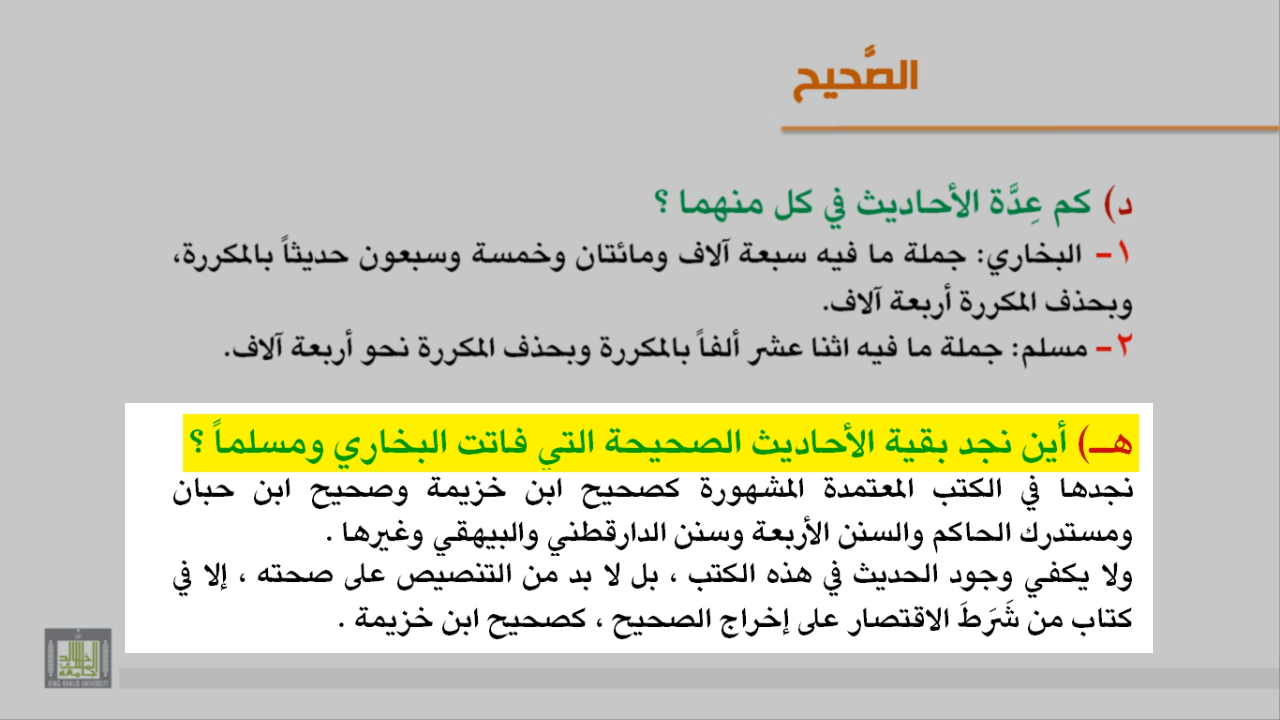 الصَّحيح
د) كم عِدَّة الأحاديث في كل منهما ؟
١- البخاري: جملة ما فيه سبعة آلاف ومائتان وخمسة وسبعون حديثاً بالمكررة،
وبحذف المكررة أربعة آلاف.
٢- مسلم: جملة ما فيه اثنا عشر ألفاً بالمكررة وبحذف المكررة نحو أربعة آلاف.
هـ) أين نجد بقية الأحاديث الصحيحة التي فاتت البخاري ومسلماً ؟
نجدها في الكتب المعتمدة المشهورة كصحيح ابن خزيمة وصحيح ابن حبان
ومستدرك الحاكم والسنن الأربعة وسنن الدارقطني والبيهقي وغيرها .
ولا يكفي وجود الحديث في هذه الكتب ، بل لا بد من التنصيص على صحته ، إلا في
كتاب من شَرَطَ الاقتصار على إخراج الصحيح ، كصحيح ابن خزيمة .
KING KHALID UNIVERSITY